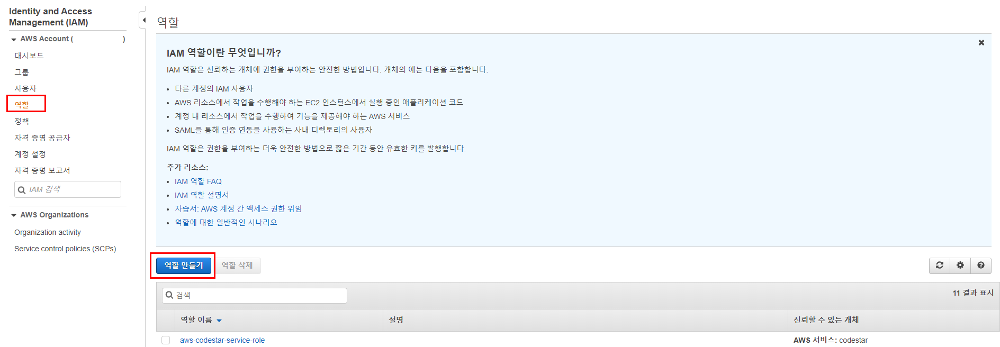 Identity and Access
Management (IAM)
AWS Account ( )
대시보드
그룹
사용자
역할
정책
자격 증명 공급자
계정 설정
자격 증명 보고서
IAM 검색
AWS Organizations
Organization activity
Service control policies (SCPs)
역할
IAM 역할이란 무엇입니까?
IAM 역할은 신뢰하는 개체에 권한을 부여하는 안전한 방법입니다. 개체의 예는 다음을 포함합니다.
• 다른 계정의 IAM 사용자
• AWS 리소스에서 작업을 수행해야 하는 EC2 인스턴스에서 실행 중인 애플리케이션 코드
• 계정 내 리소스에서 작업을 수행하여 기능을 제공해야 하는 AWS 서비스
• SAML을 통해 인증 연동을 사용하는 사내 디렉토리의 사용자
IAM 역할은 권한을 부여하는 더욱 안전한 방법으로 짧은 기간 동안 유효한 키를 발행합니다.
추가 리소스:
• IAM 역할 FAQ
• IAM 역할 설명서
• 자습서: AWS 계정 간 액세스 권한 위임
• 역할에 대한 일반적인 시나리오
역할 만들기 역할 삭제
검색 11 결과 표시
역할 이름 설명 신뢰할 수 있는 개체
aws-codestar-service-role AWS 서비스: codestar